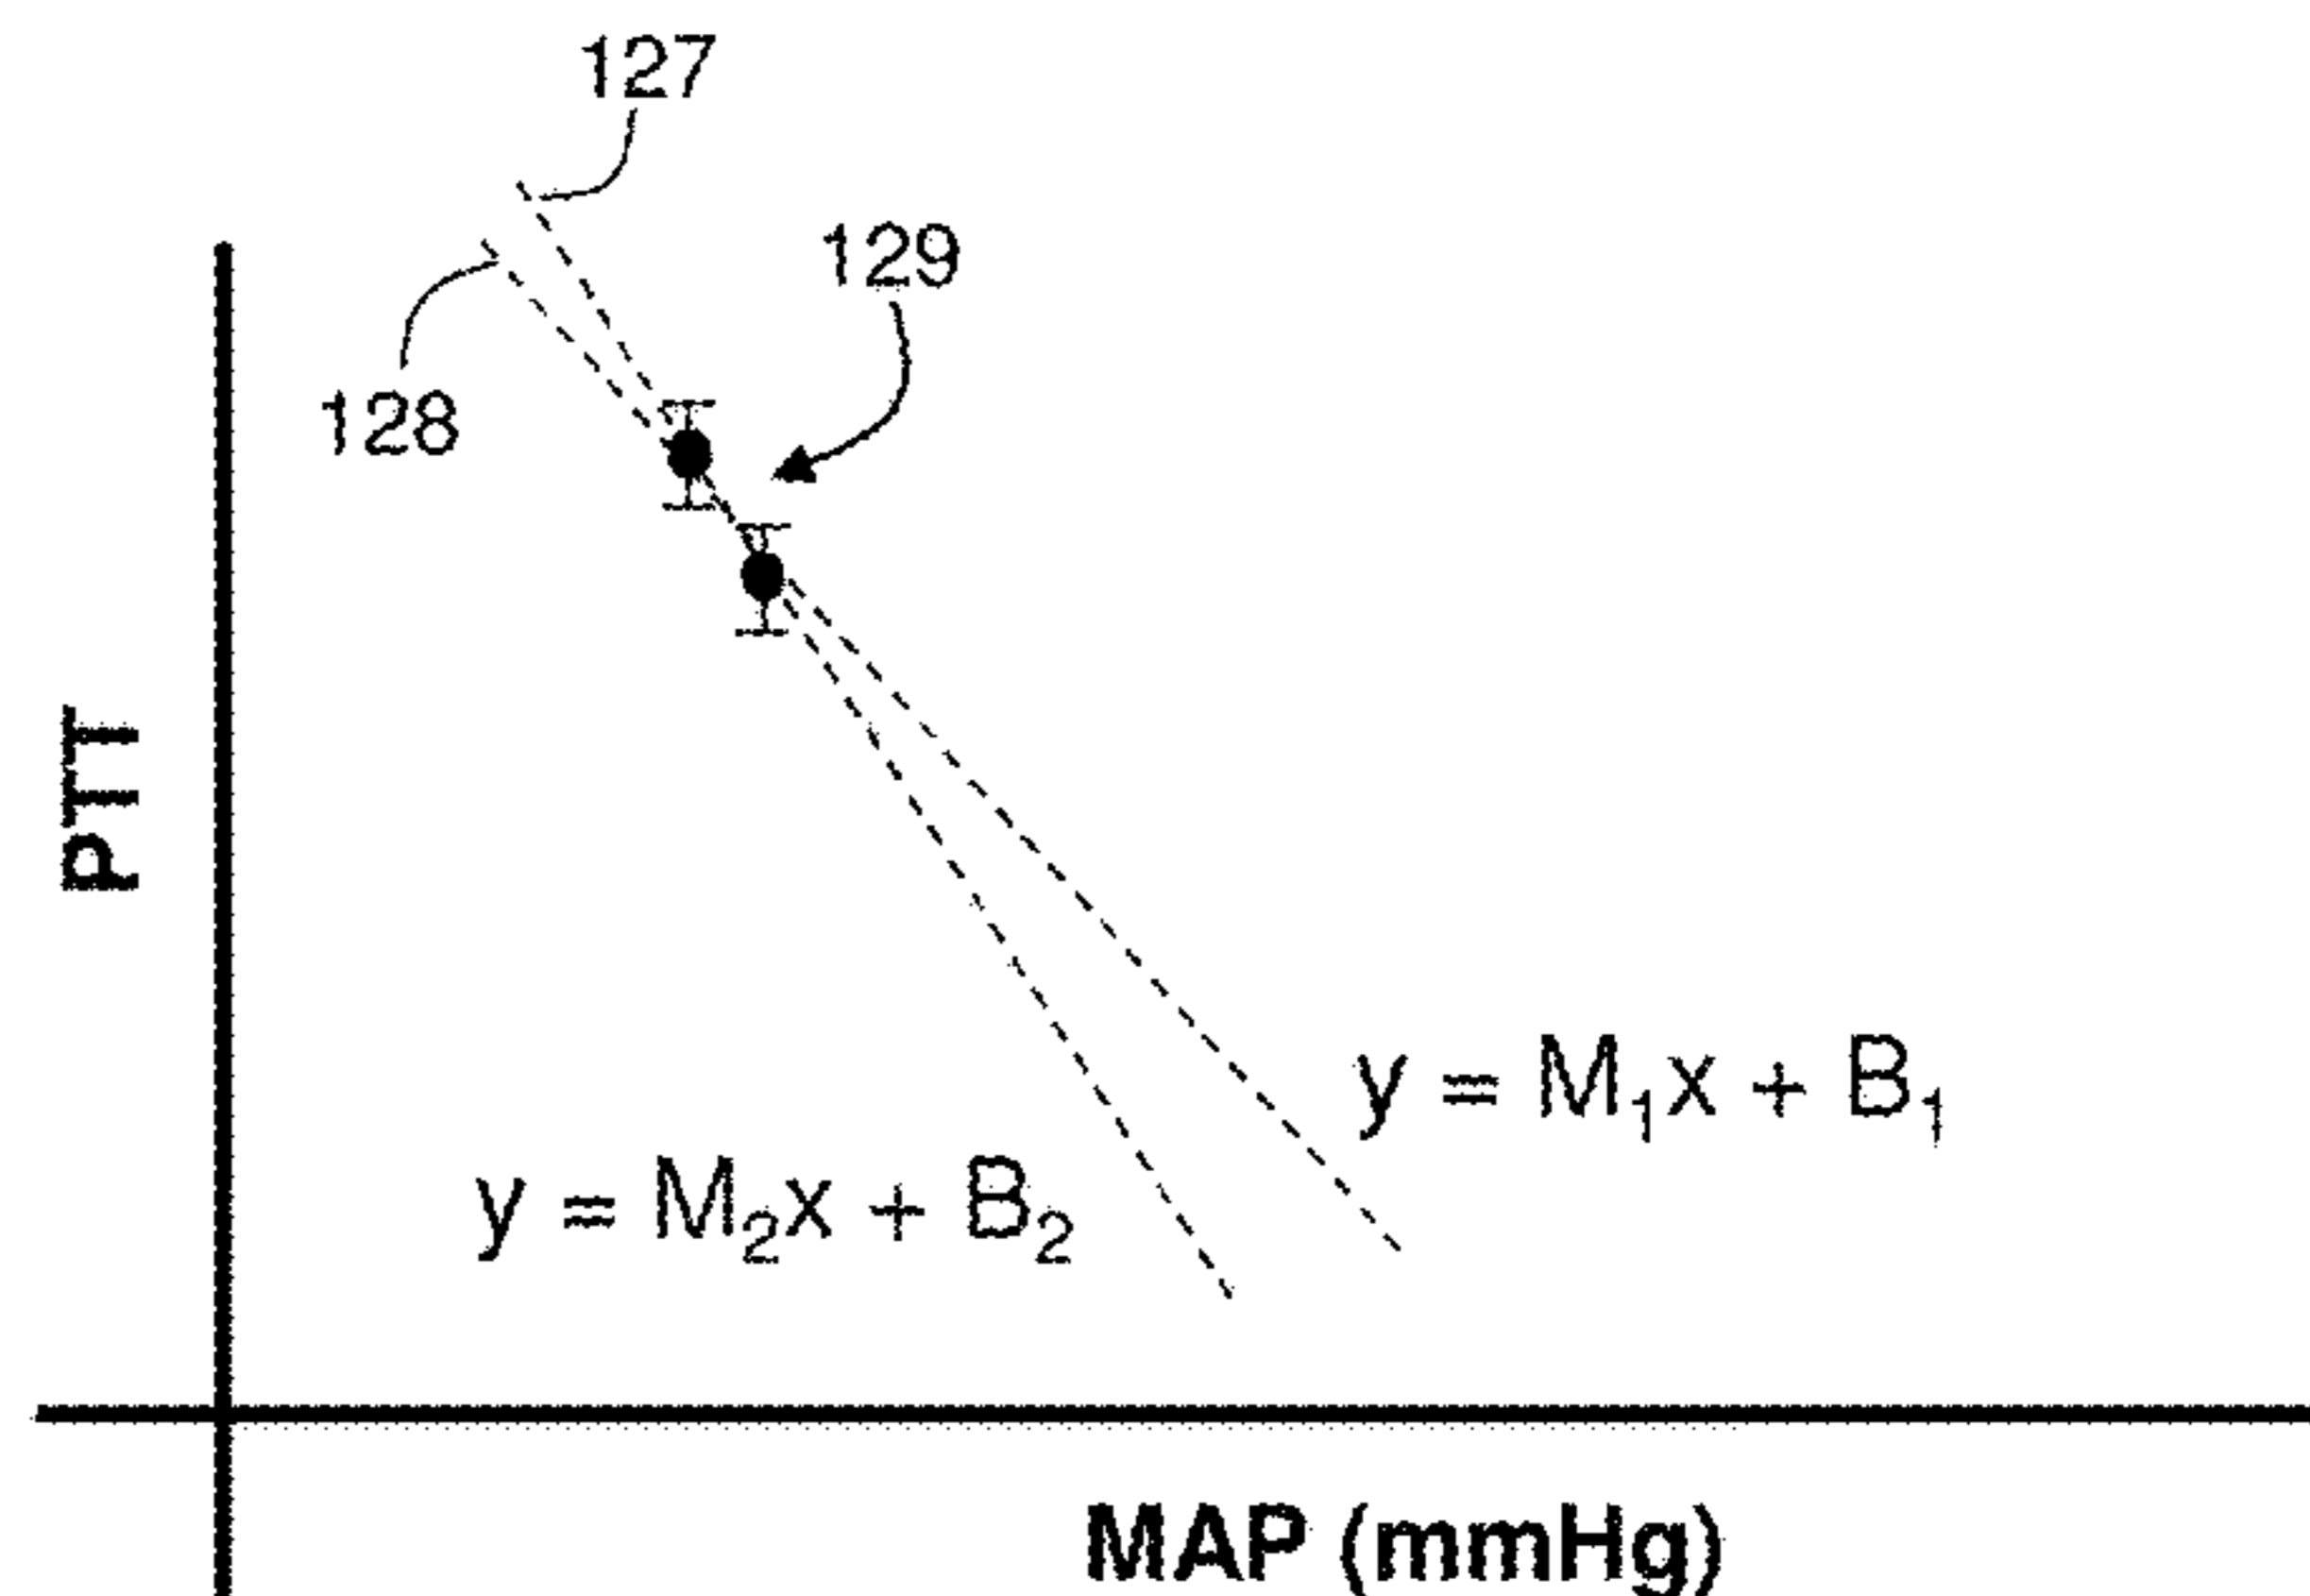 127
129
128
PTT
y = M₁x + B₁
y = M₂x + B₂
MAP (mmHg)